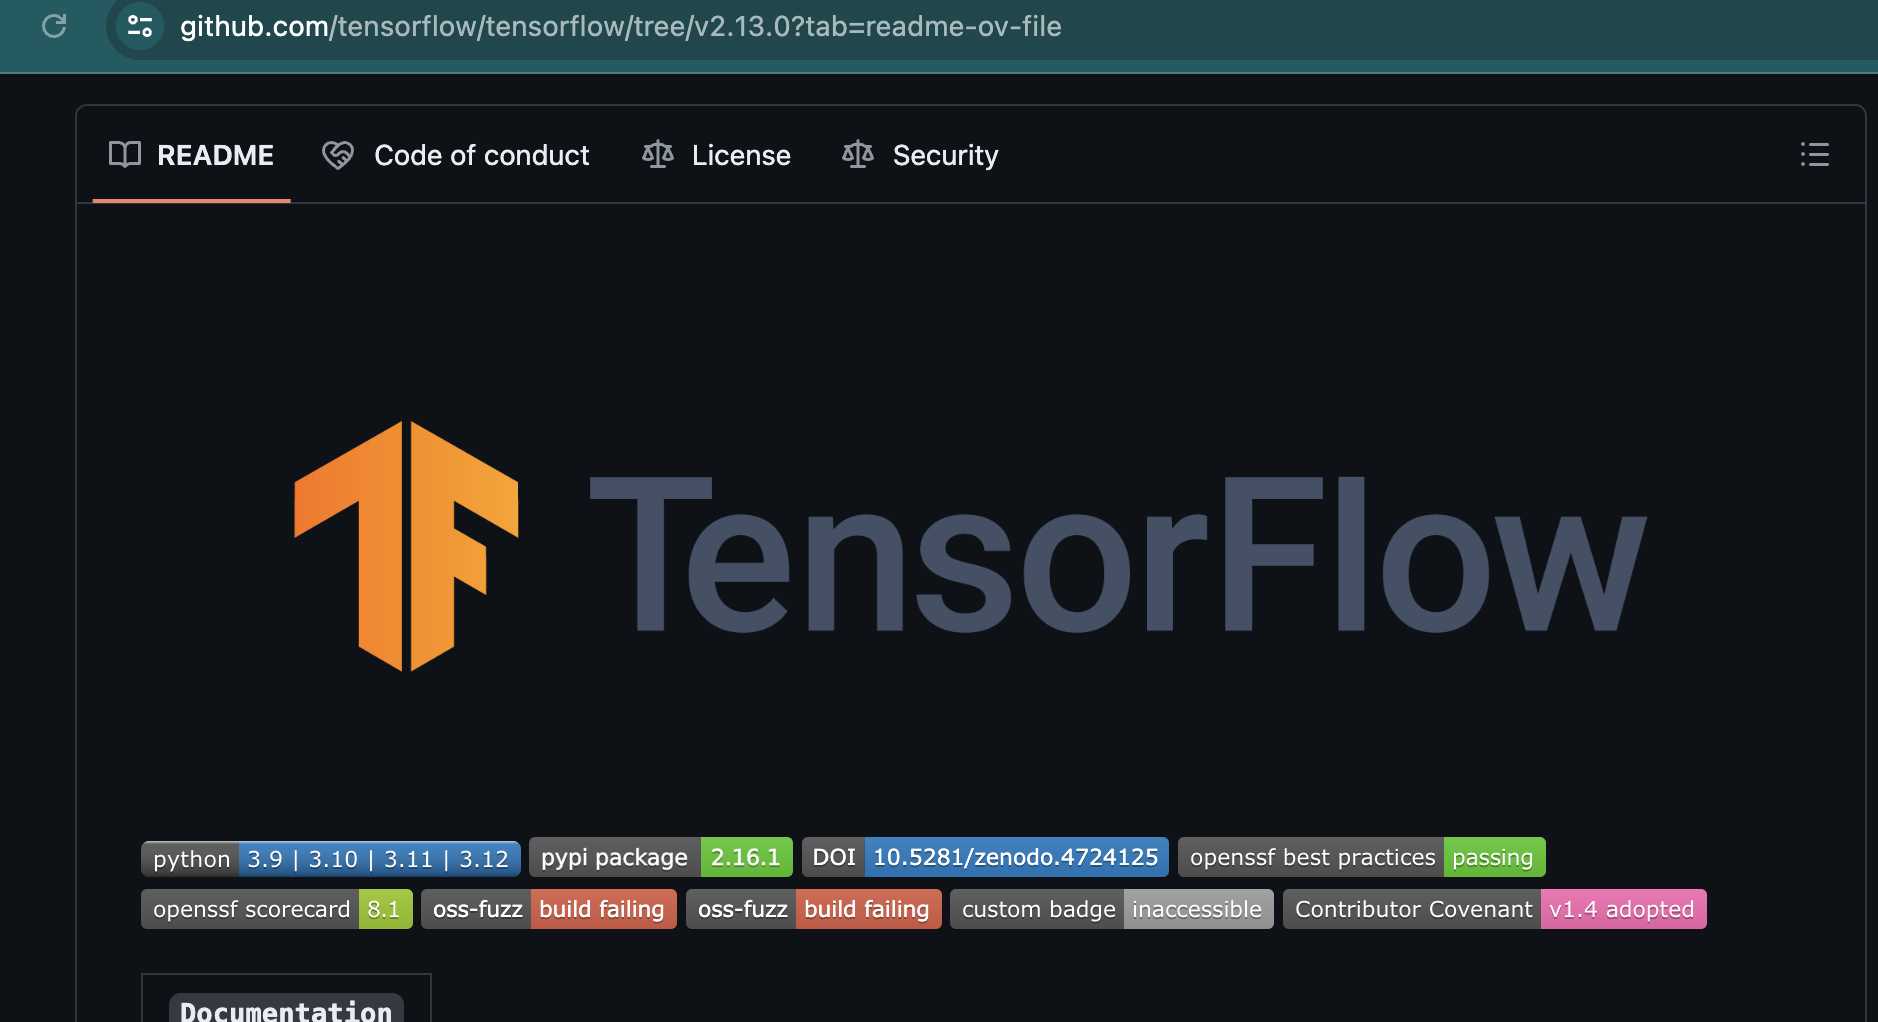 github.com/tensorflow/tensorflow/tree/v2.13.0?tab=readme-ov-file
README Code of conduct License Security
TensorFlow
python 3.9 | 3.10 | 3.11 | 3.12 pypi package 2.16.1 DOI 10.5281/zenodo.4724125 openssf best practices passing
openssf scorecard 8.1 oss-fuzz build failing oss-fuzz build failing custom badge inaccessible Contributor Covenant v1.4 adopted
Documentation